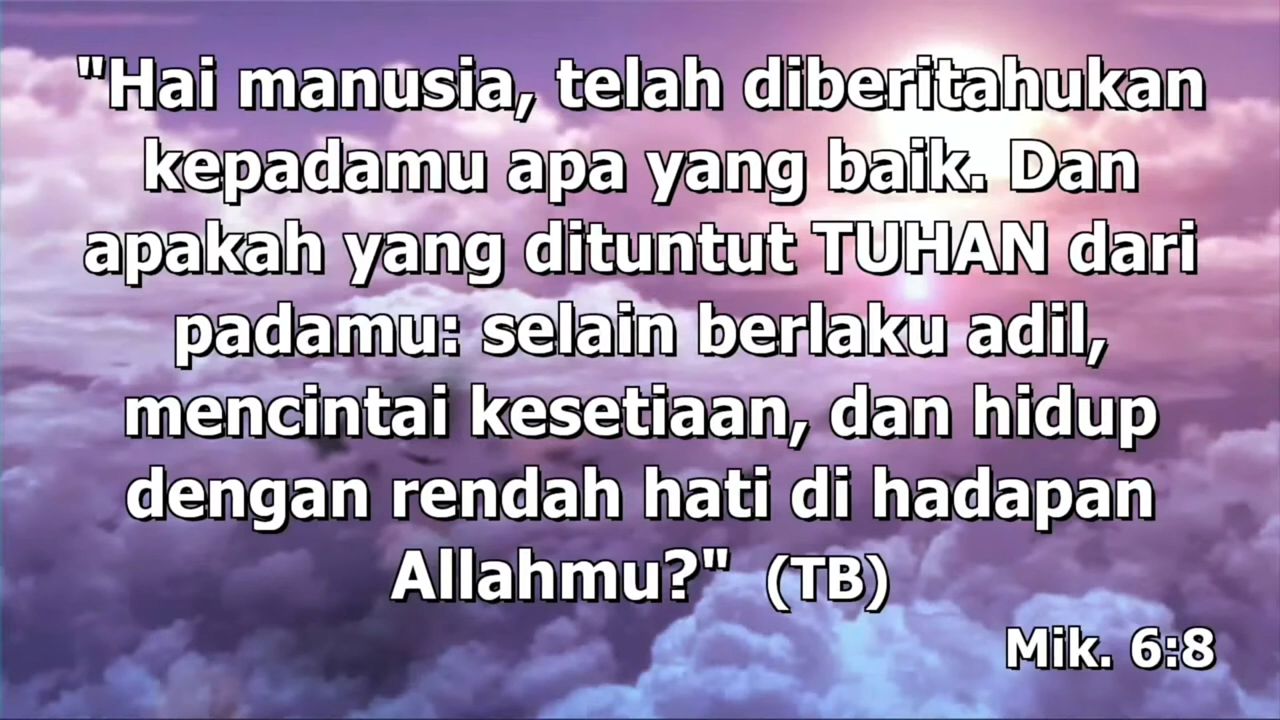 "Hai manusia, telah diberitahukan
kepadamu apa yang baik. Dan
apakah yang dituntut TUHAN dari
padamu: selain berlaku adil,
mencintai kesetiaan, dan hidup
dengan rendah hati di hadapan
Allahmu?" (TB)
Mik. 6:8